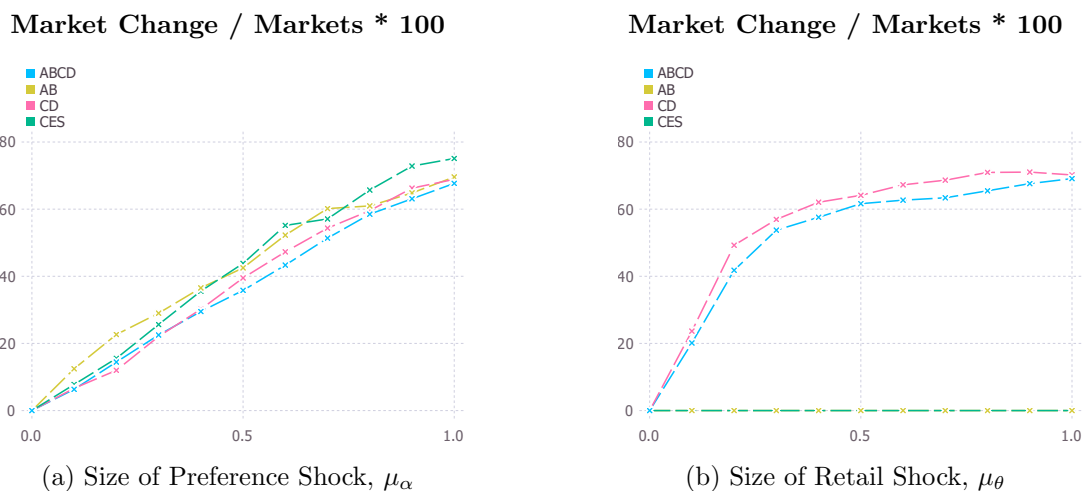 Market Change / Markets * 100
ABCD
AB
CD
CES
80
60
40
20
0
0.0
0.5
1.0
(a) Size of Preference Shock, μα
Market Change / Markets * 100
ABCD
AB
CD
CES
80
60
40
20
0
0.0
0.5
1.0
(b) Size of Retail Shock, μθ